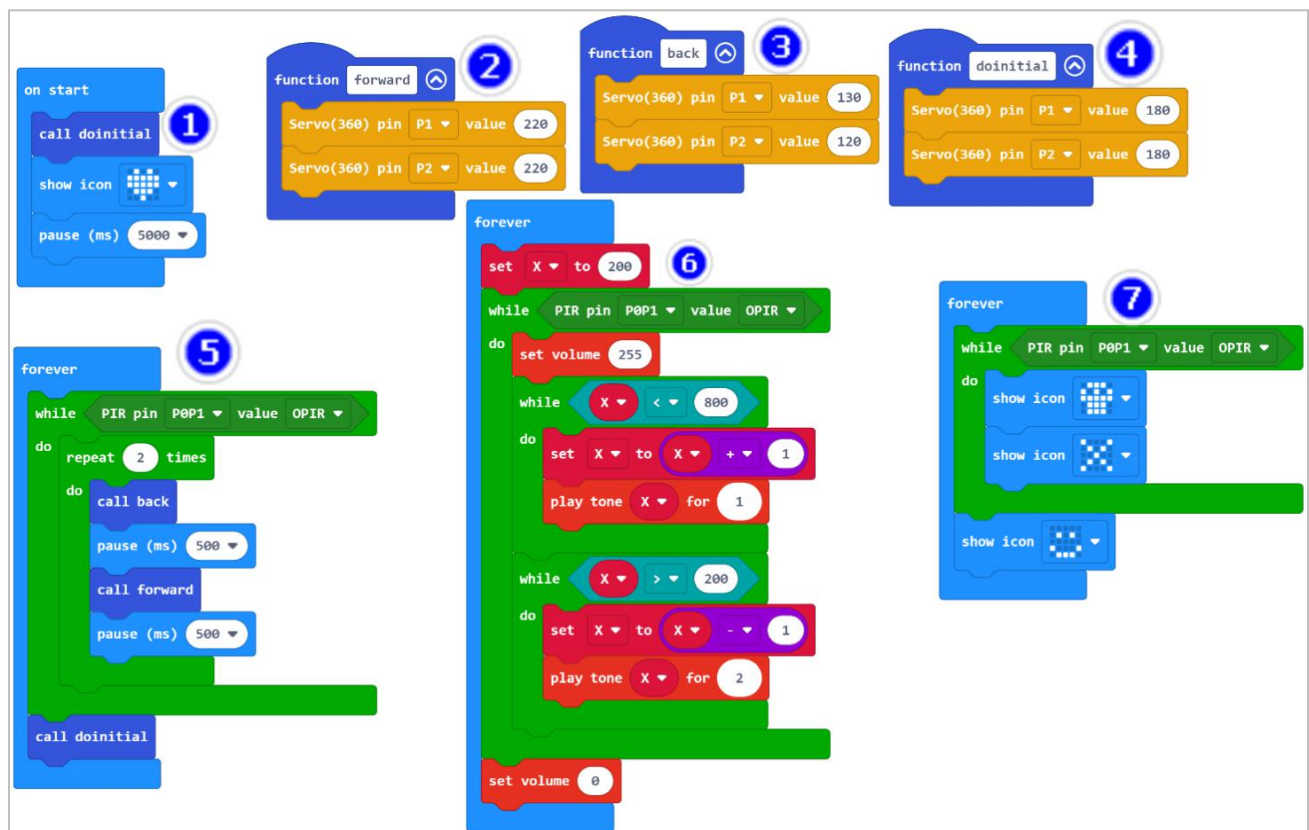 on start
call doinitial
show icon
pause (ms) 5000
1
function forward
Servo(360) pin P1 value 220
Servo(360) pin P2 value 220
2
function back
Servo(360) pin P1 value 130
Servo(360) pin P2 value 120
3
function doinitial
Servo(360) pin P1 value 180
Servo(360) pin P2 value 180
4
forever
while PIR pin P0P1 value OPIR
do
repeat 2 times
do
call back
pause (ms) 500
call forward
pause (ms) 500
call doinitial
5
forever
set X to 200
while PIR pin P0P1 value OPIR
do
set volume 255
while X < 800
do
set X to X + 1
play tone X for 1
while X > 200
do
set X to X - 1
play tone X for 2
set volume 0
6
forever
while PIR pin P0P1 value OPIR
do
show icon
show icon
show icon
7